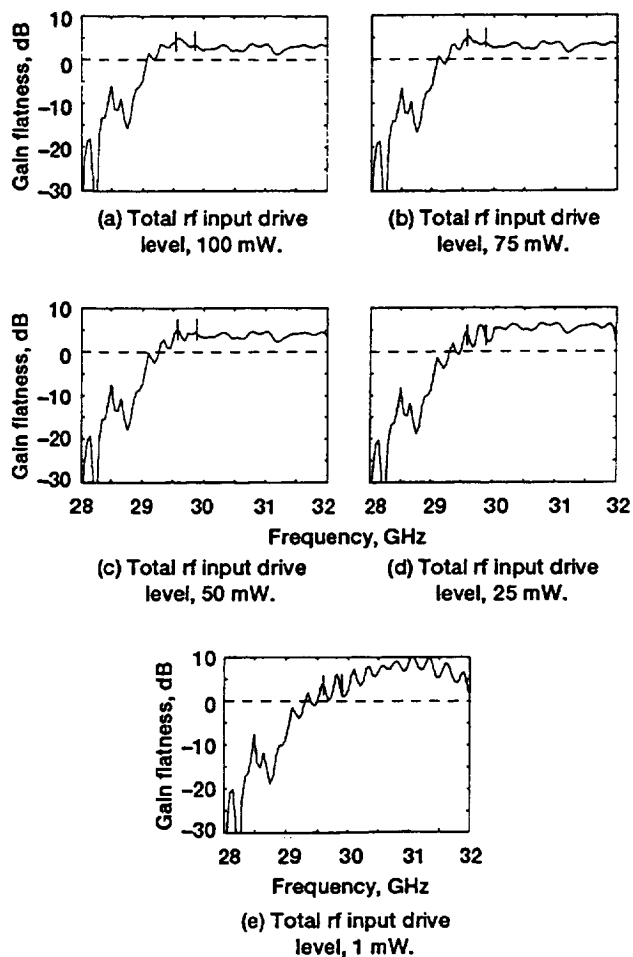 10
0
–10
–20
–30
Gain flatness, dB
(a) Total rf input drive
level, 100 mW.
(b) Total rf input drive
level, 75 mW.
10
0
–10
–20
–30
Gain flatness, dB
28 29 30 31 32 28 29 30 31 32
Frequency, GHz
(c) Total rf input drive
level, 50 mW.
(d) Total rf input drive
level, 25 mW.
10
0
–10
–20
–30
Gain flatness, dB
28 29 30 31 32
Frequency, GHz
(e) Total rf input drive
level, 1 mW.